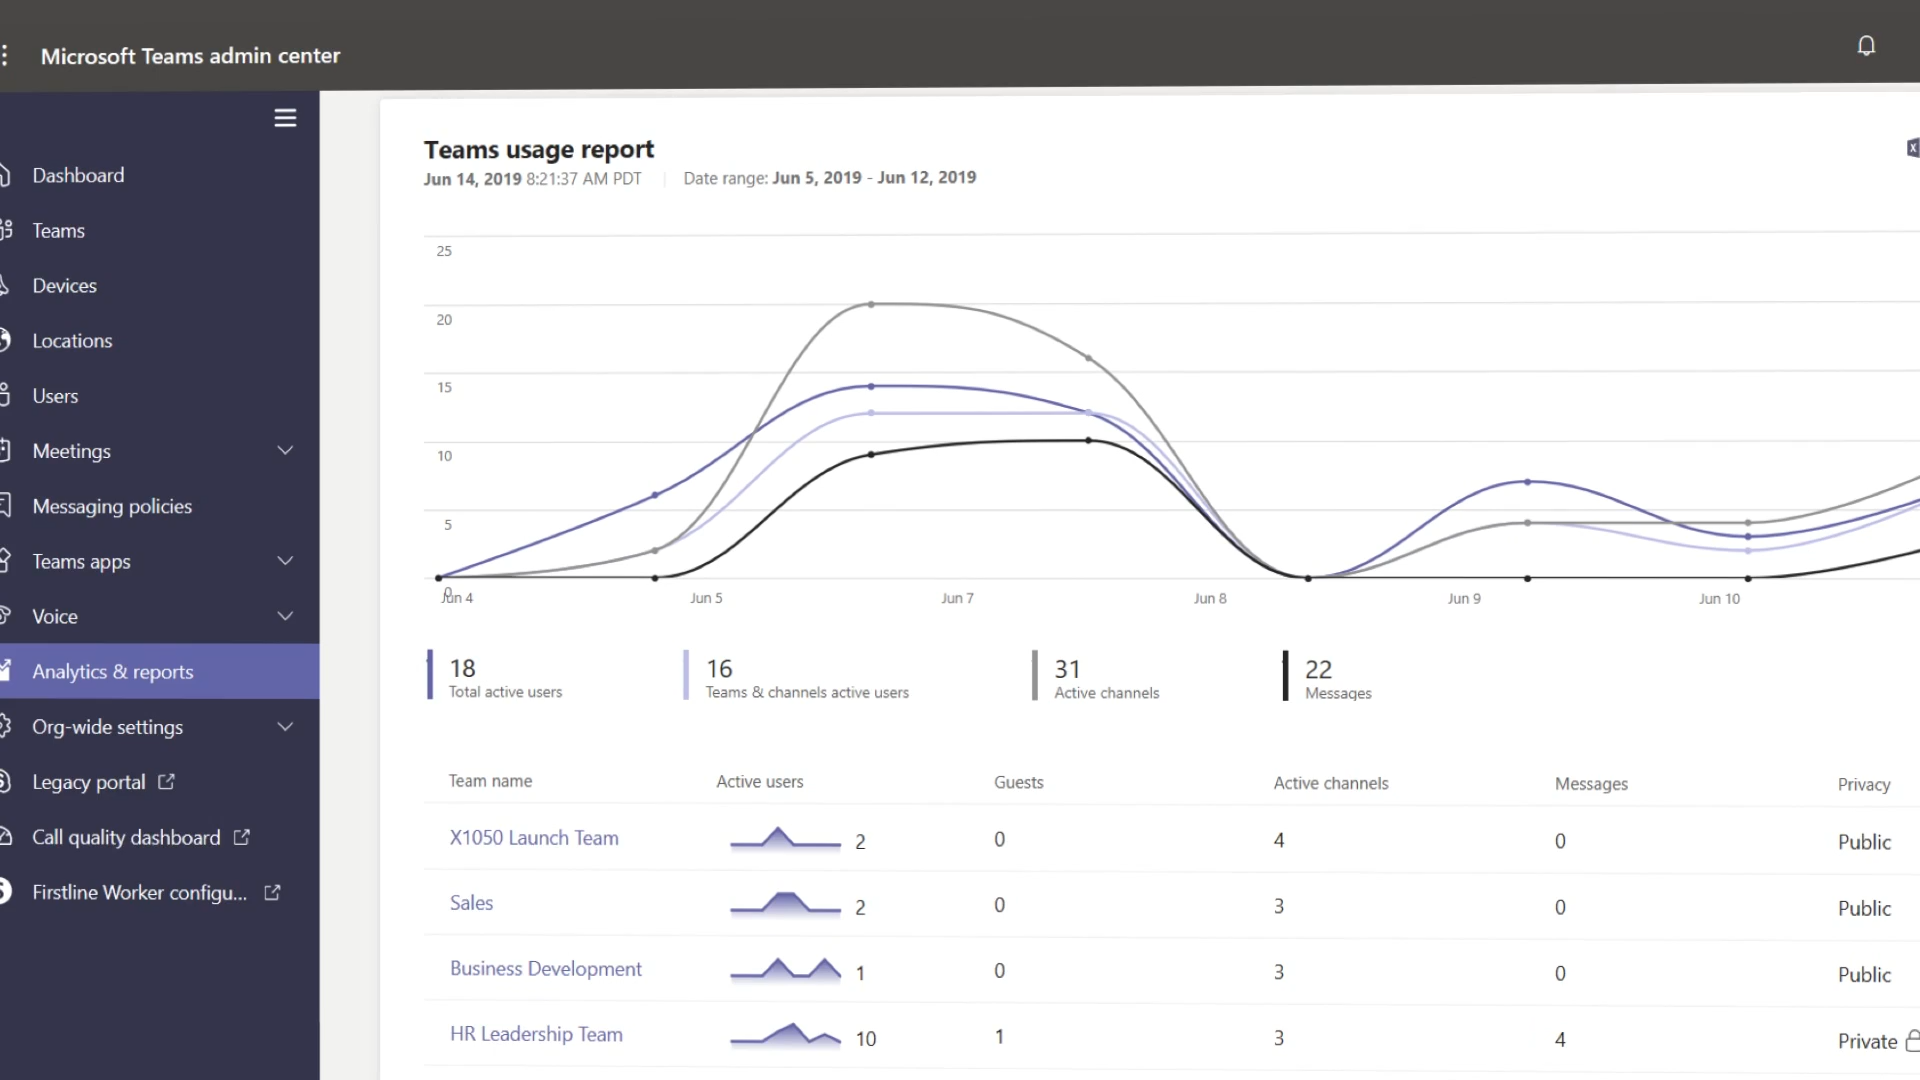 Microsoft Teams admin center
Dashboard
Teams
Devices
Locations
Users
Meetings
Messaging policies
Teams apps
Voice
Analytics & reports
Org-wide settings
Legacy portal
Call quality dashboard
Firstline Worker configu...
Teams usage report
Jun 14, 2019 8:21:37 AM PDT Date range: Jun 5, 2019 - Jun 12, 2019
25
20
15
10
5
0
Jun 4 Jun 5 Jun 7 Jun 8 Jun 9 Jun 10
18 16 31 22
Total active users Teams & channels active users Active channels Messages
Team name Active users Guests Active channels Messages Privacy
X1050 Launch Team 2 0 4 0 Public
Sales 2 0 3 0 Public
Business Development 1 0 3 0 Public
HR Leadership Team 10 1 3 4 Private